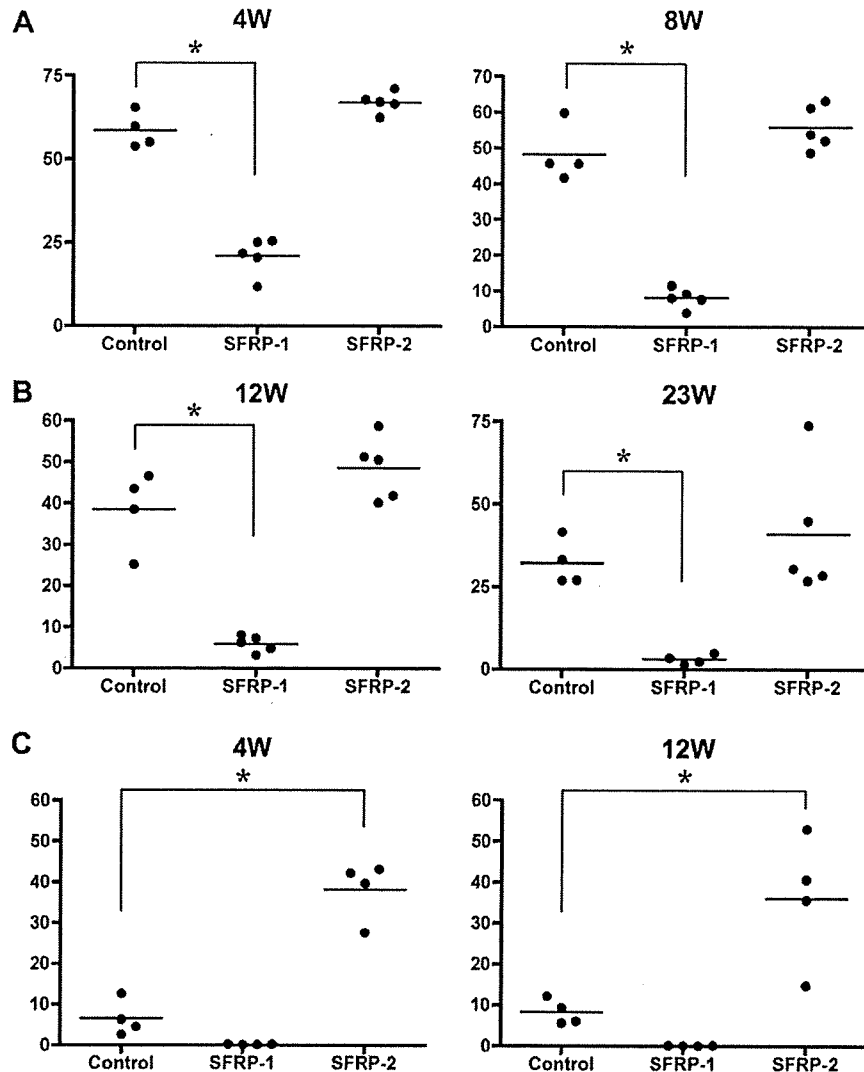 A
4W
8W
*
*
75
50
25
0
Control
SFRP-1
SFRP-2
70
60
50
40
30
20
10
0
Control
SFRP-1
SFRP-2
B
12W
23W
*
*
60
50
40
30
20
10
0
Control
SFRP-1
SFRP-2
75
50
25
0
Control
SFRP-1
SFRP-2
C
4W
12W
*
*
60
50
40
30
20
10
0
Control
SFRP-1
SFRP-2
60
50
40
30
20
10
0
Control
SFRP-1
SFRP-2